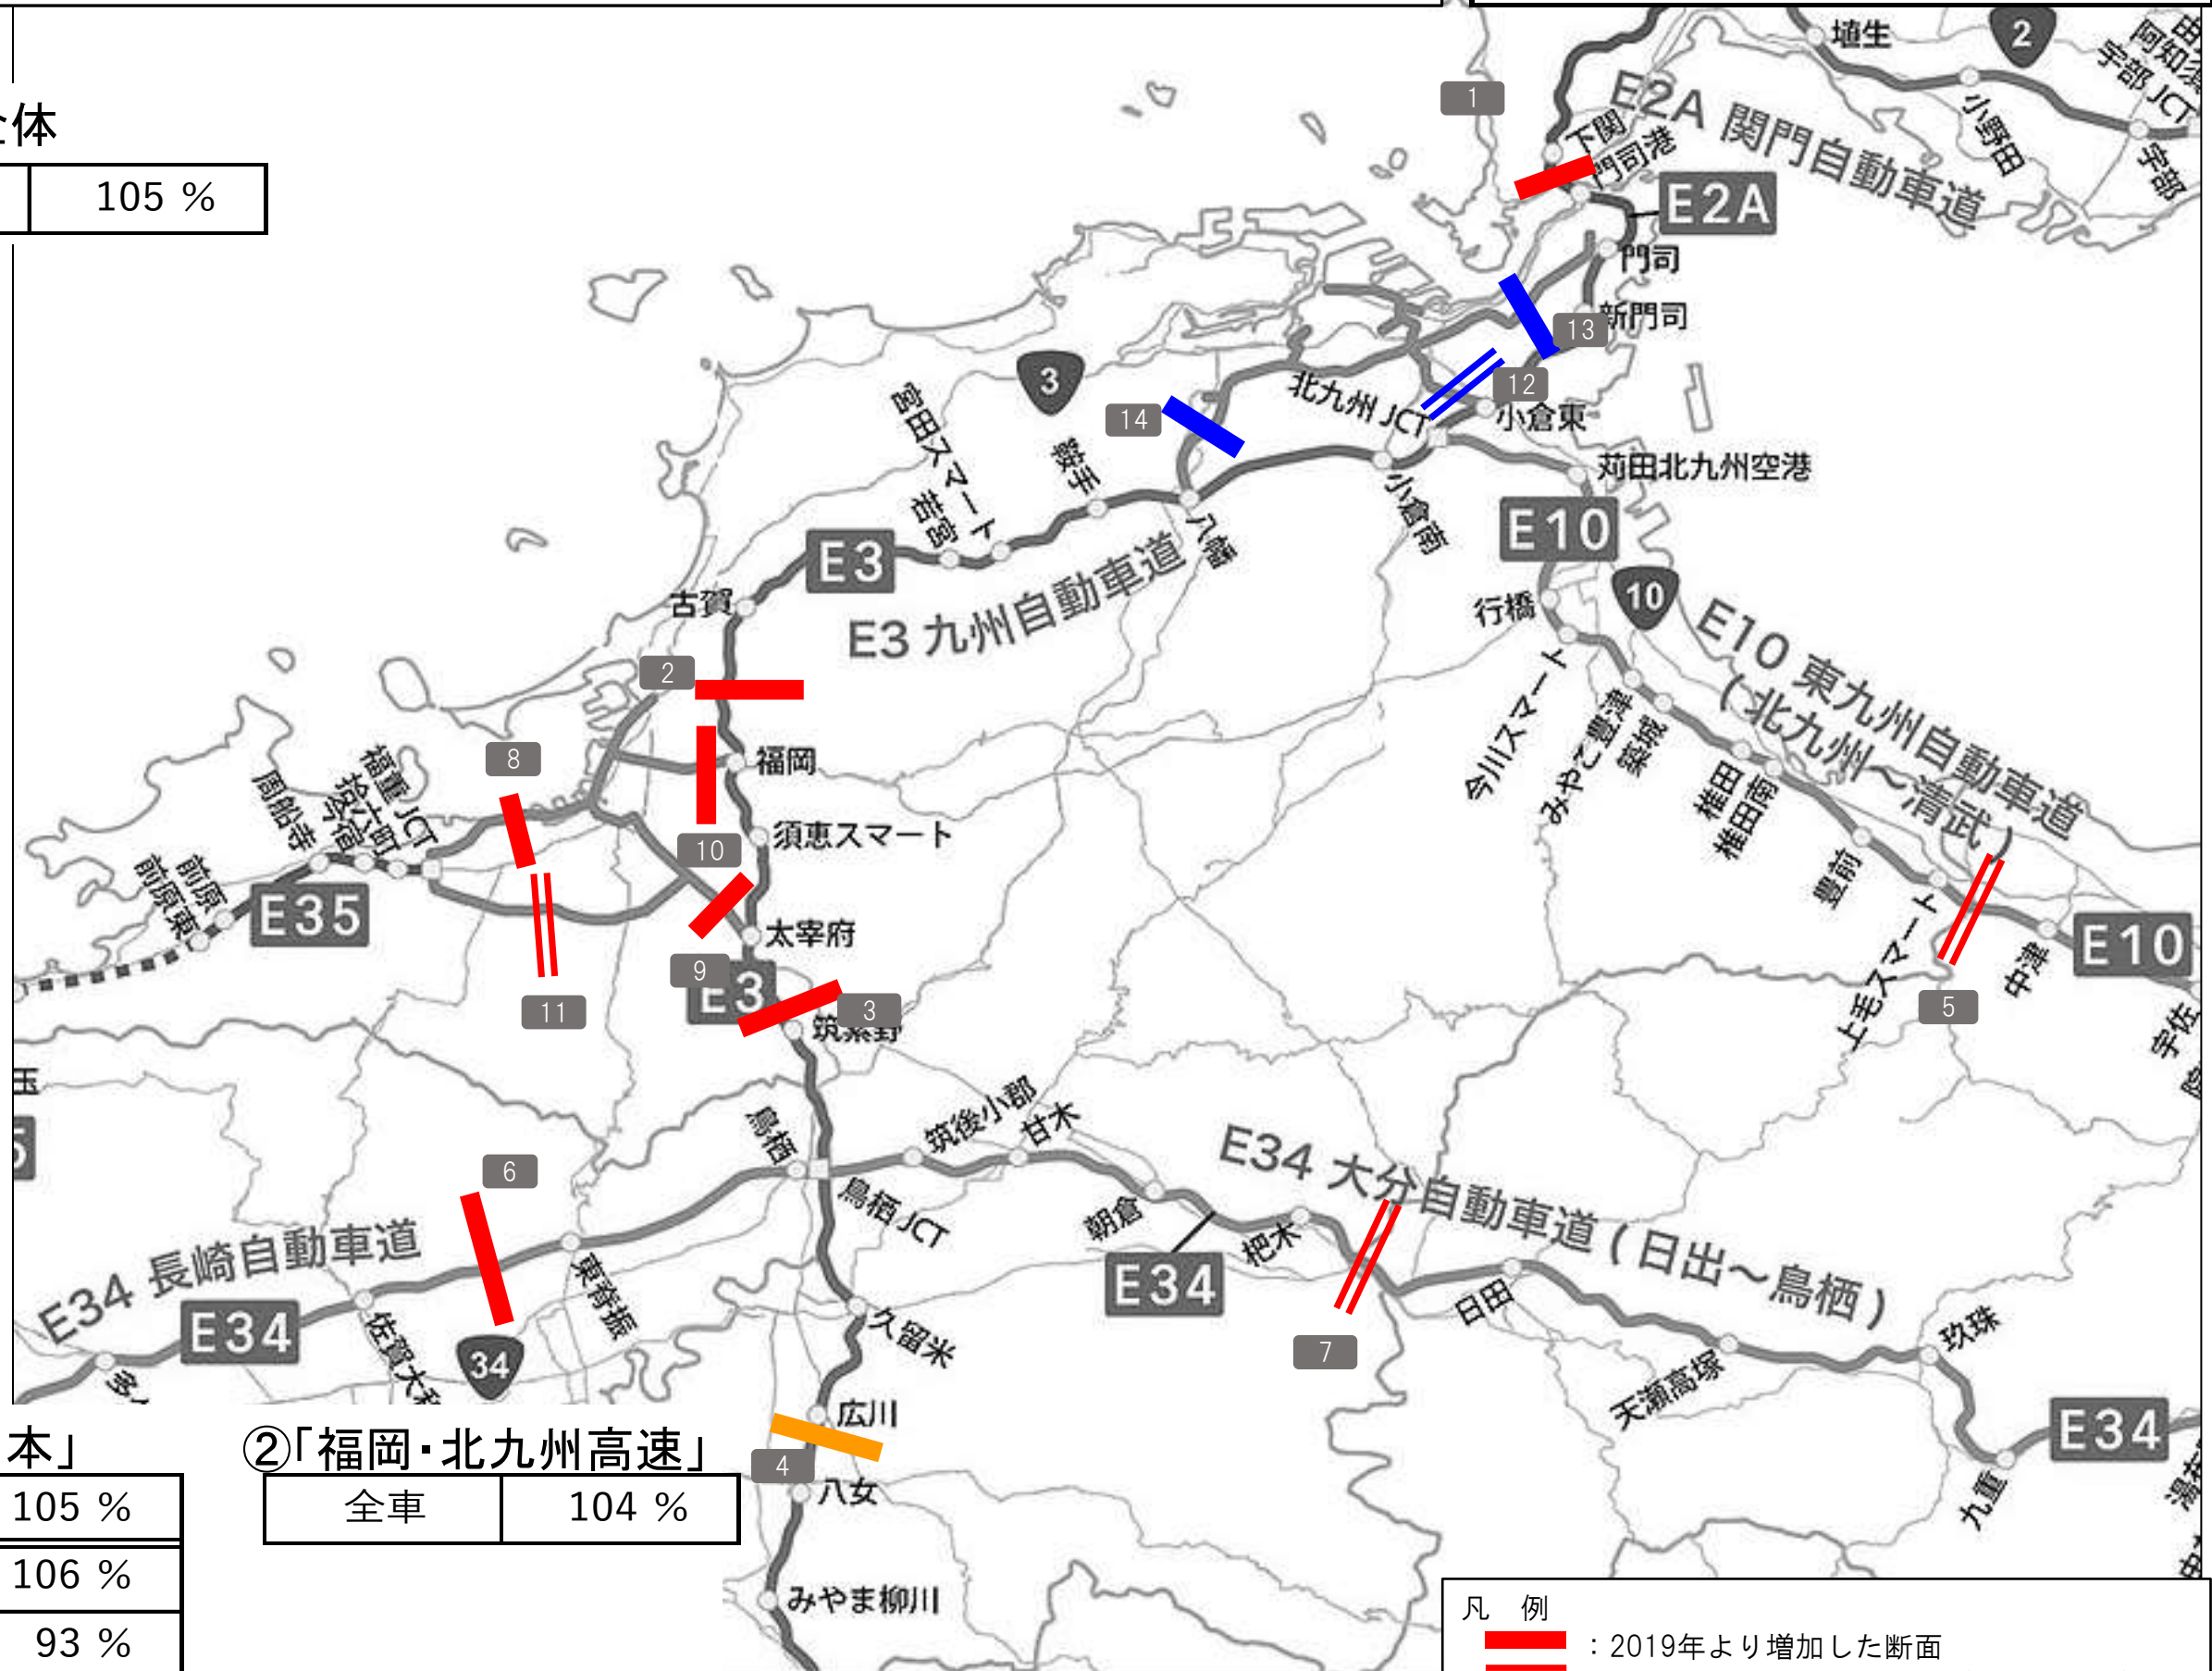 全体
105 %
1
埴生
2
阿知須
宇部 JCT
宇部
小野田
E2A 関門自動車道
下関
門司港
E2A
門司
新門司
13
12
14
3
北九州 JCT
小倉東
苅田北九州空港
小倉南
八幡
鞍手
宮田スマート
若宮
E3
E3 九州自動車道
古賀
E10
行橋
10
E10 東九州自動車道
(北九州～清武)
今川スマート
みやこ豊津
築城
椎田
椎田南
豊前
上毛スマート
中津
E10
宇佐
5
2
福岡
8
10
須恵スマート
福重 JCT
拾六町
今宿
周船寺
前原
前原東
E35
太宰府
9
E3
3
筑紫野
11
6
鳥栖
筑後小郡
甘木
鳥栖 JCT
朝倉
杷木
E34 大分自動車道 (日出～鳥栖)
E34
7
日田
天瀬高塚
玖珠
九重
E34
E34 長崎自動車道
E34
東脊振
佐賀大和
34
久留米
広川
4
八女
みやま柳川
本」
105 %
106 %
93 %
②「福岡・北九州高速」
全車 104 %
凡 例
：2019年より増加した断面